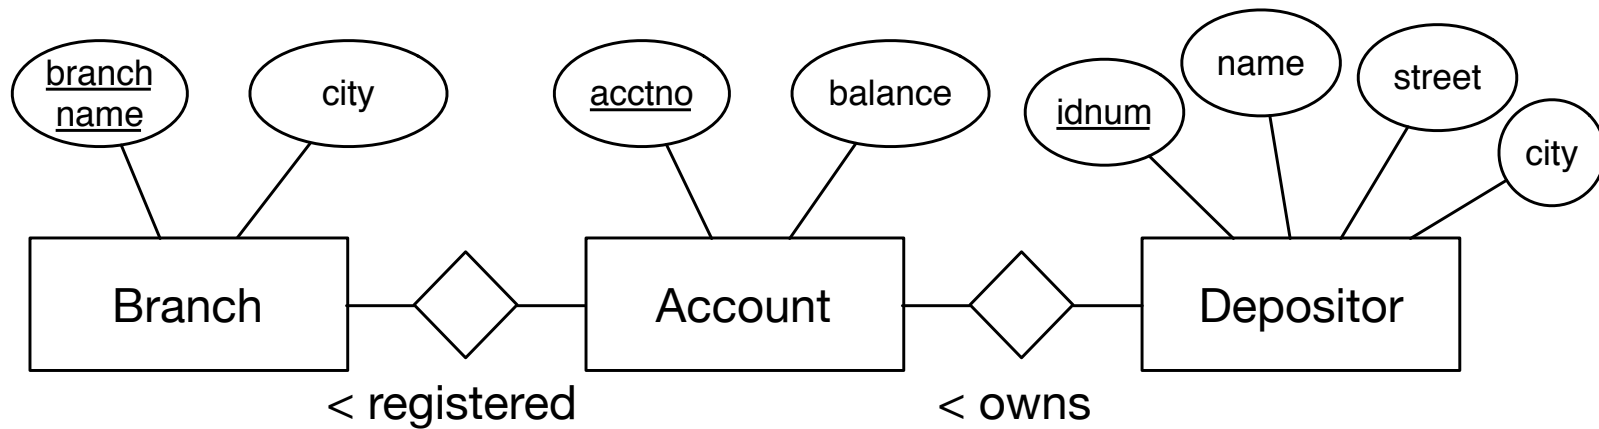 branch
name
city
acctno
balance
idnum
name
street
city
Branch
Account
Depositor
< registered
< owns